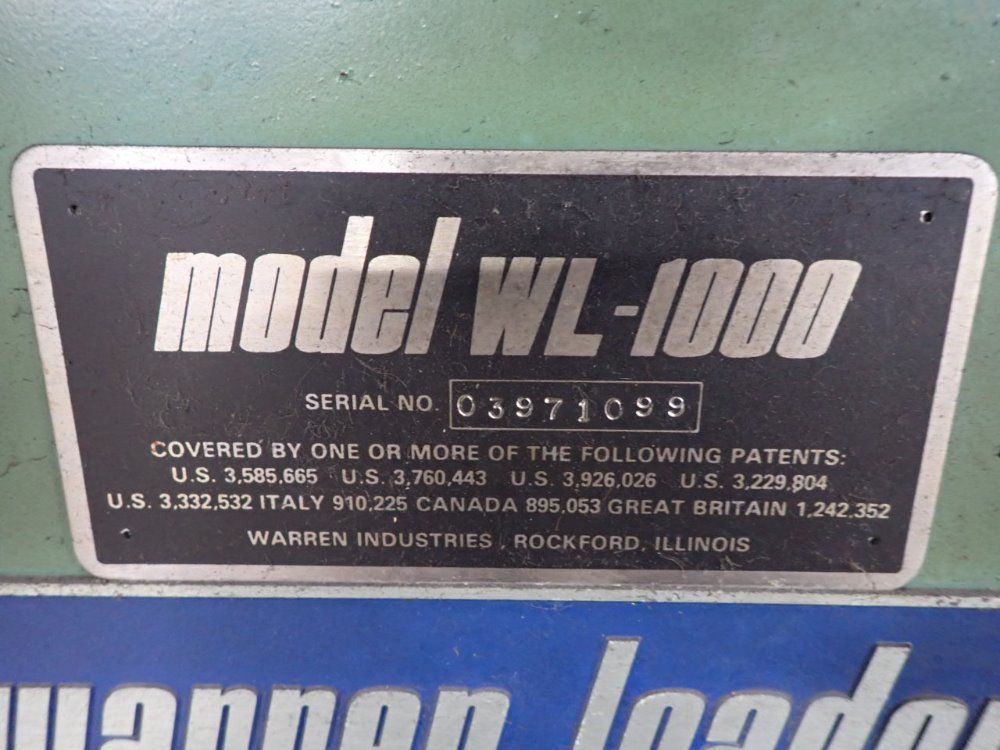 model WL-1000
SERIAL NO. 03971099
COVERED BY ONE OR MORE OF THE FOLLOWING PATENTS:
U.S. 3,585,665 U.S. 3,760,443 U.S. 3,926,026 U.S. 3,229,804
U.S. 3,332,532 ITALY 910,225 CANADA 895,053 GREAT BRITAIN 1,242,352
WARREN INDUSTRIES, ROCKFORD, ILLINOIS
warren loader